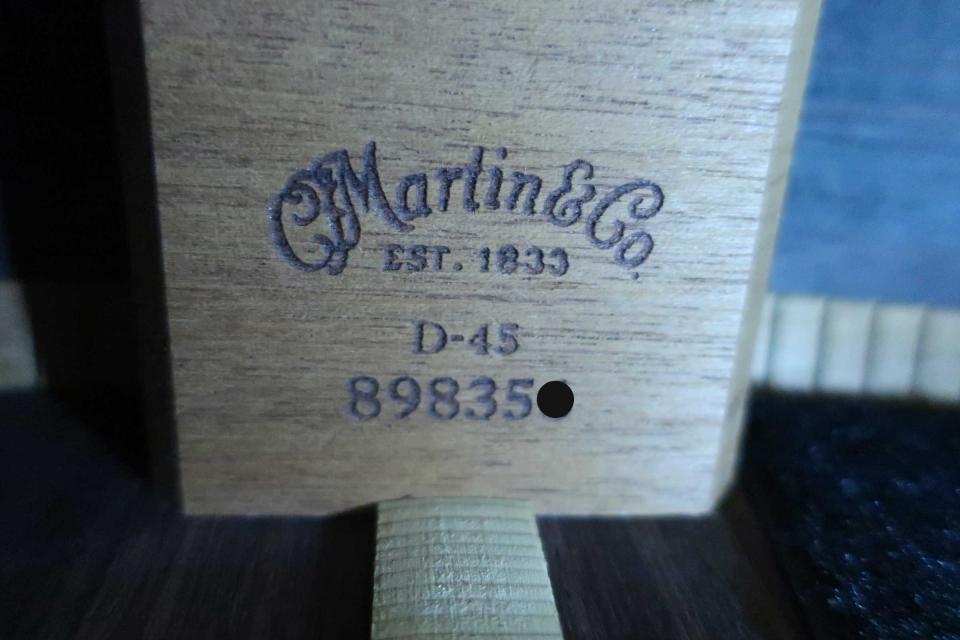 CFMartin & Co.
EST. 1833
D-45
89835